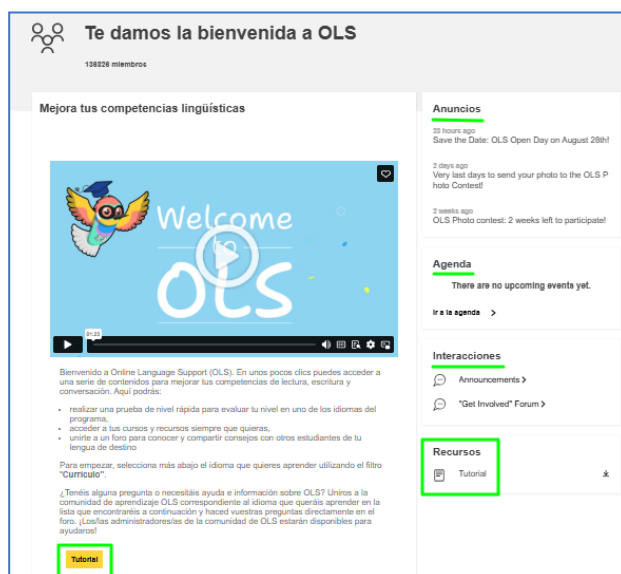 Te damos la bienvenida a OLS
138828 miembros
Mejora tus competencias lingüísticas
Welcome
to
OLS
01:23
Bienvenido a Online Language Support (OLS). En unos pocos clics puedes acceder a
una serie de contenidos para mejorar tus competencias de lectura, escritura y
conversación. Aquí podrás:
• realizar una prueba de nivel rápida para evaluar tu nivel en uno de los idiomas del
programa,
• acceder a tus cursos y recursos siempre que quieras,
• unirte a un foro para conocer y compartir consejos con otros estudiantes de tu
lengua de destino
Para empezar, selecciona más abajo el idioma que quieres aprender utilizando el filtro
"Currículo".
¿Tenéis alguna pregunta o necesitáis ayuda e información sobre OLS? Uniros a la
comunidad de aprendizaje OLS correspondiente al idioma que queráis aprender en la
lista que encontraréis a continuación y haced vuestras preguntas directamente en el
foro. ¡Los/las administradores/as de la comunidad de OLS estarán disponibles para
ayudaros!
Tutorial
Anuncios
23 hours ago
Save the Date: OLS Open Day on August 28th!
2 days ago
Very last days to send your photo to the OLS P
hoto Contest!
2 weeks ago
OLS Photo contest: 2 weeks left to participate!
Agenda
There are no upcoming events yet.
Ir a la agenda >
Interacciones
Announcements >
"Get Involved" Forum >
Recursos
Tutorial